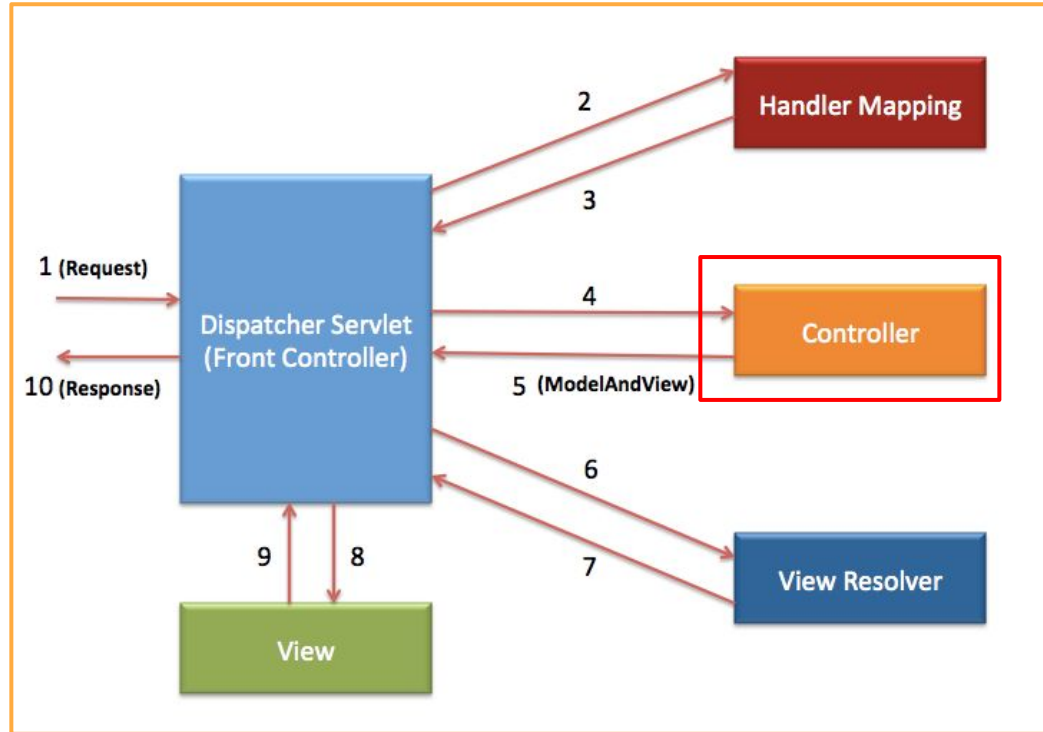 2
Handler Mapping
3
1 (Request)
4
Dispatcher Servlet
(Front Controller)
Controller
10 (Response)
5 (ModelAndView)
6
9
8
7
View Resolver
View